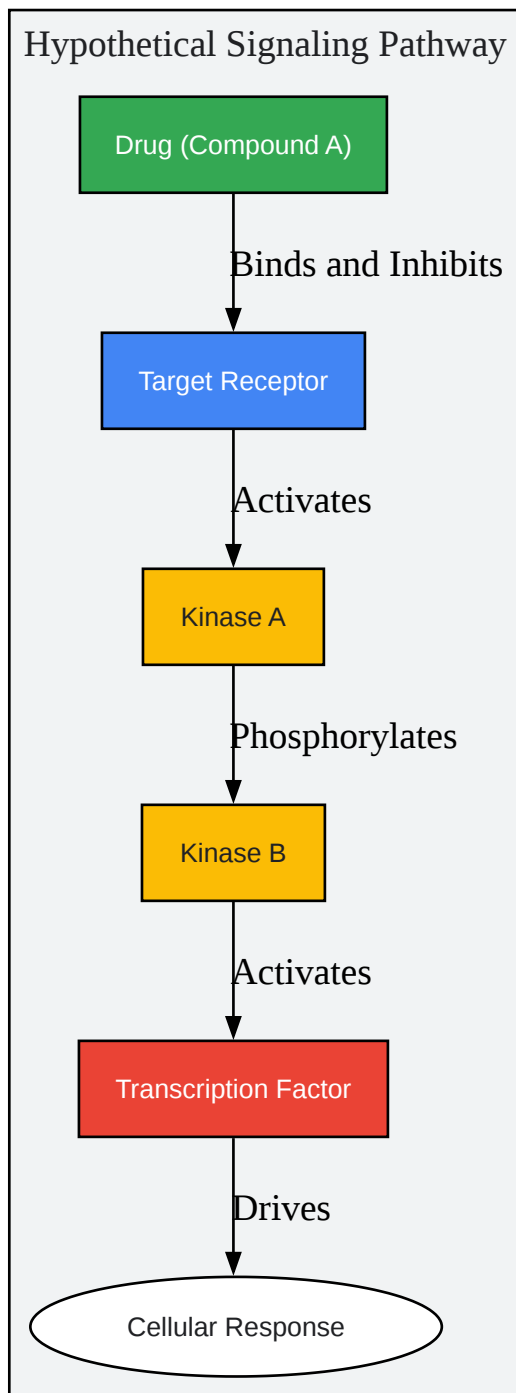 Hypothetical Signaling Pathway
Drug (Compound A)
Binds and Inhibits
Target Receptor
Activates
Kinase A
Phosphorylates
Kinase B
Activates
Transcription Factor
Drives
Cellular Response